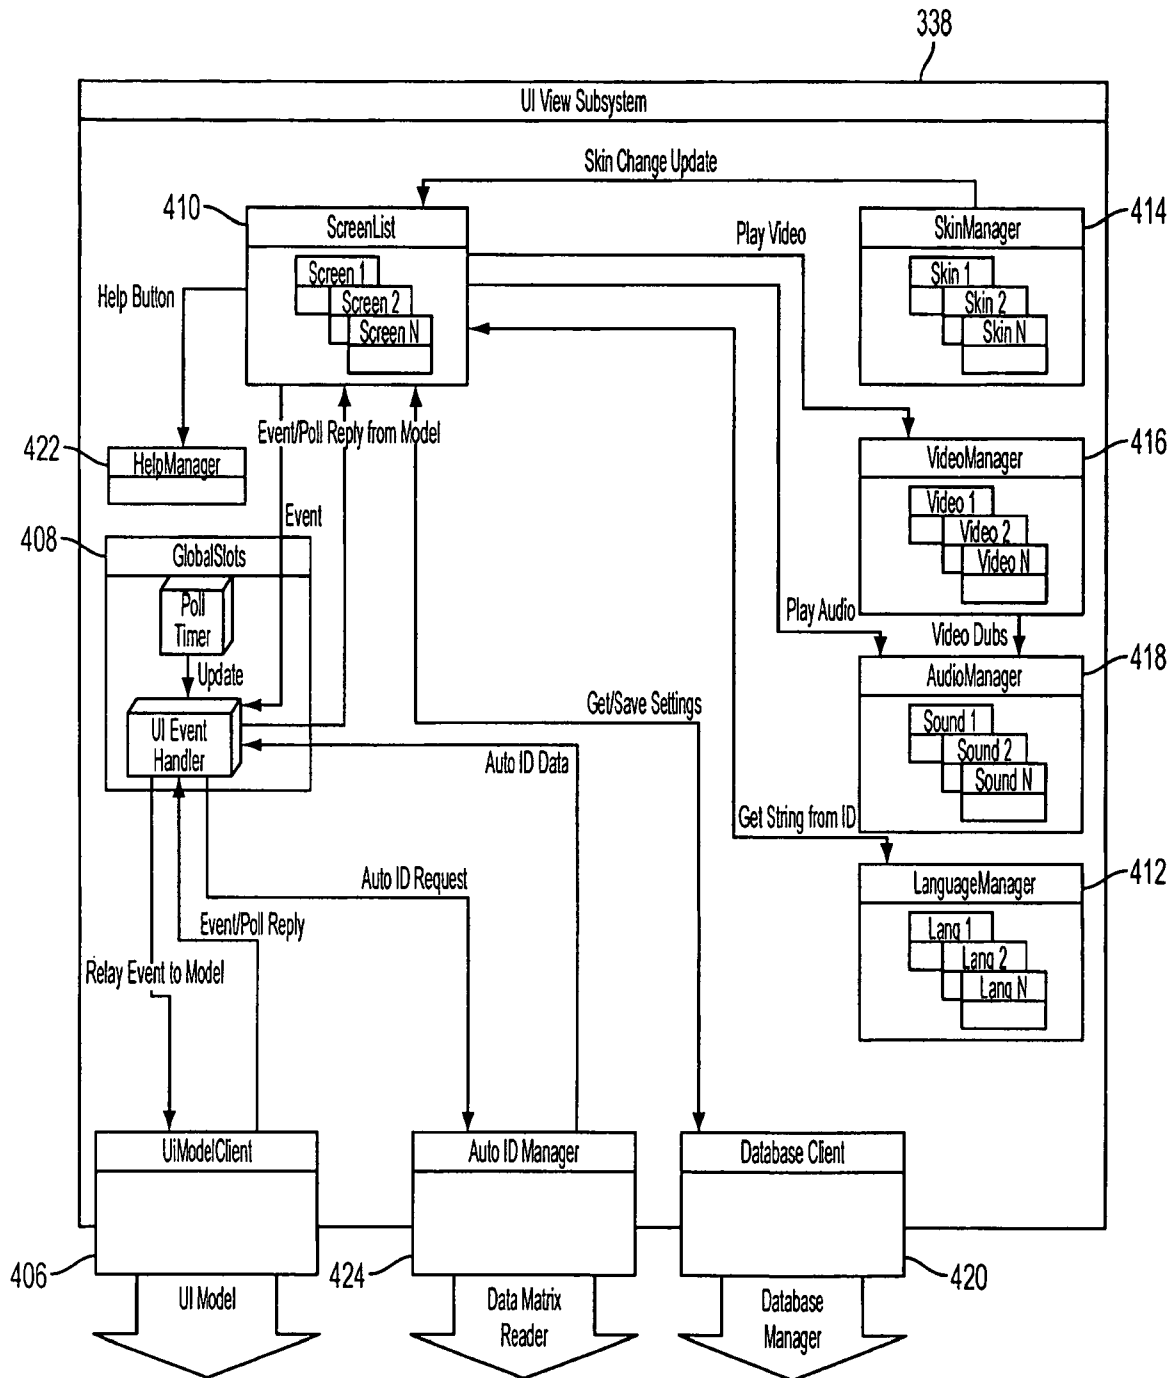 338
UI View Subsystem
Skin Change Update
410
ScreenList
Screen 1
Screen 2
Screen N
Play Video
SkinManager
414
Skin 1
Skin 2
Skin N
Help Button
422
HelpManager
Event/Poll Reply from Model
VideoManager
416
Video 1
Video 2
Video N
Event
408
GlobalSlots
Poll
Timer
Update
UI Event
Handler
Play Audio
Video Dubs
AudioManager
418
Sound 1
Sound 2
Sound N
Get/Save Settings
Auto ID Data
Get String from ID
LanguageManager
412
Lang 1
Lang 2
Lang N
Auto ID Request
Event/Poll Reply
Relay Event to Model
UiModelClient
Auto ID Manager
Database Client
406
424
420
UI Model
Data Matrix
Reader
Database
Manager